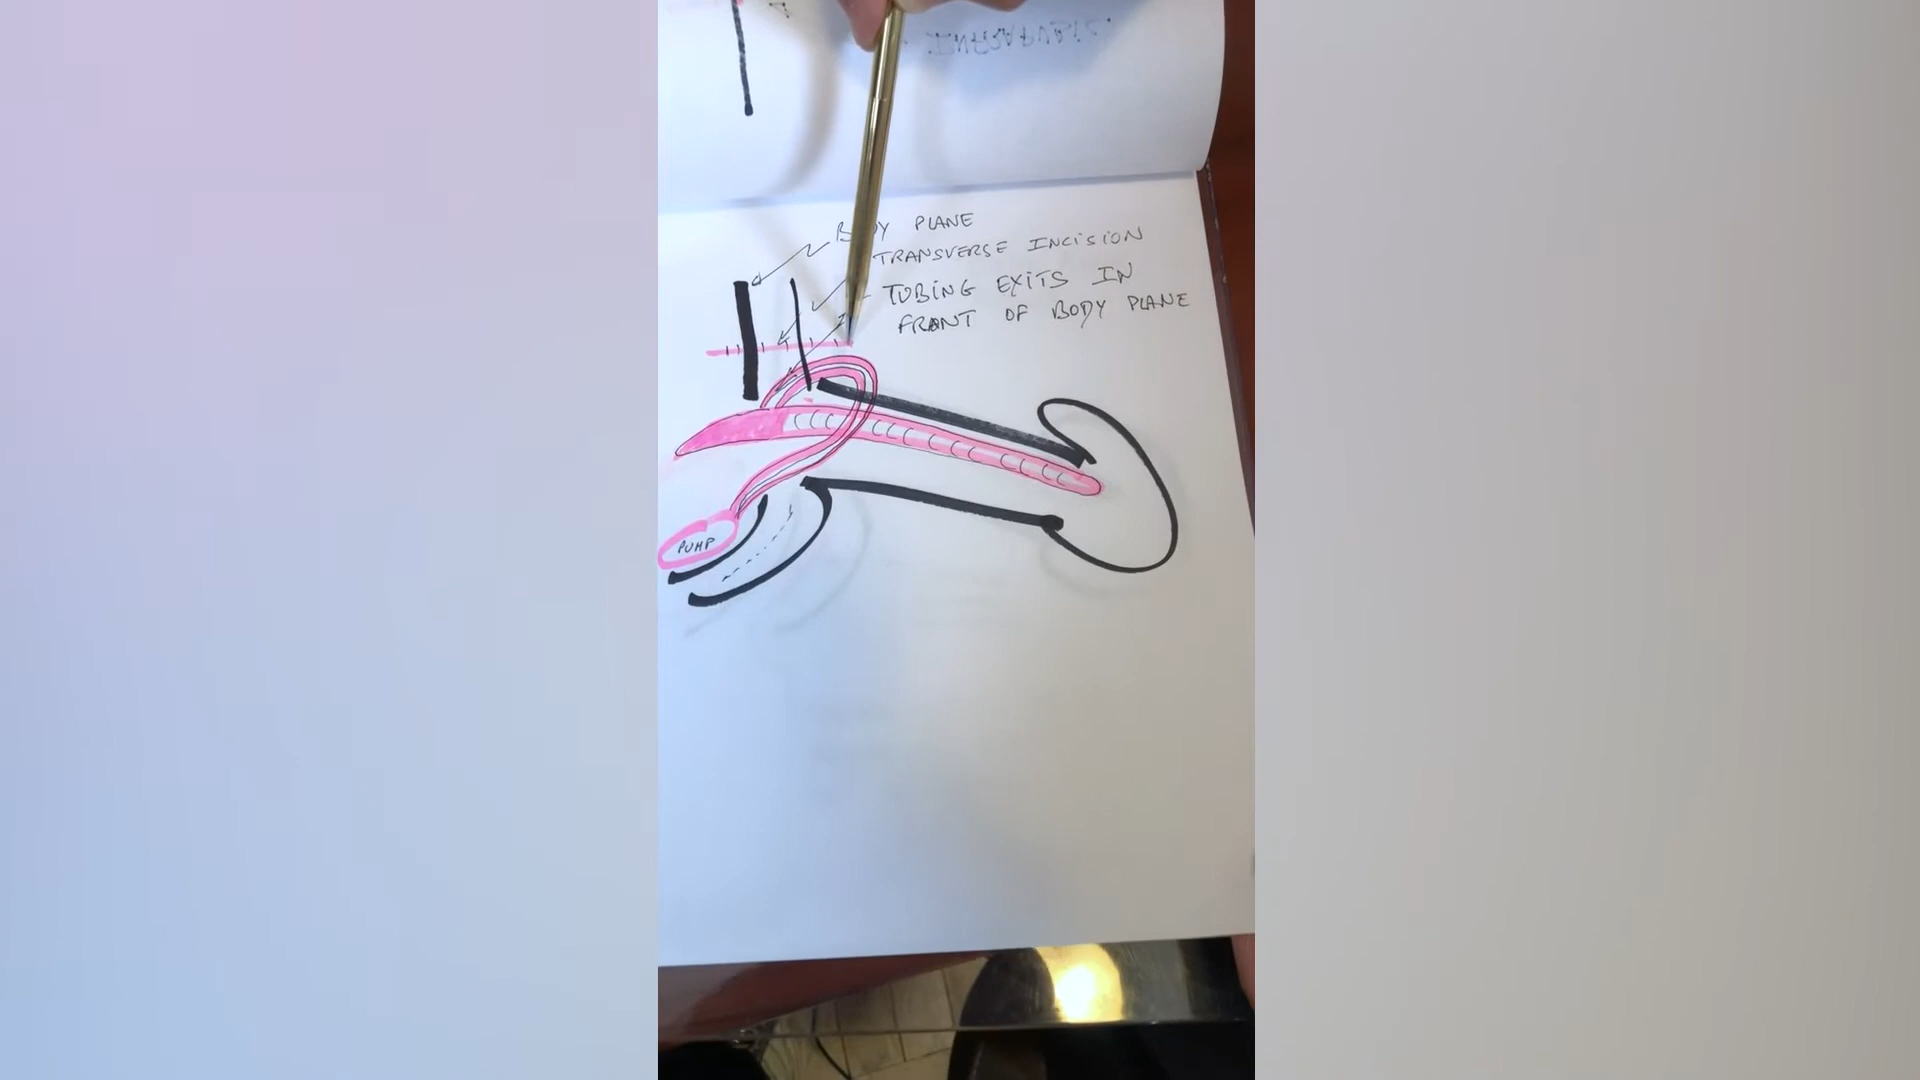 BODY PLANE
TRANSVERSE INCISION
TUBING EXITS IN
FRONT OF BODY PLANE
PUMP